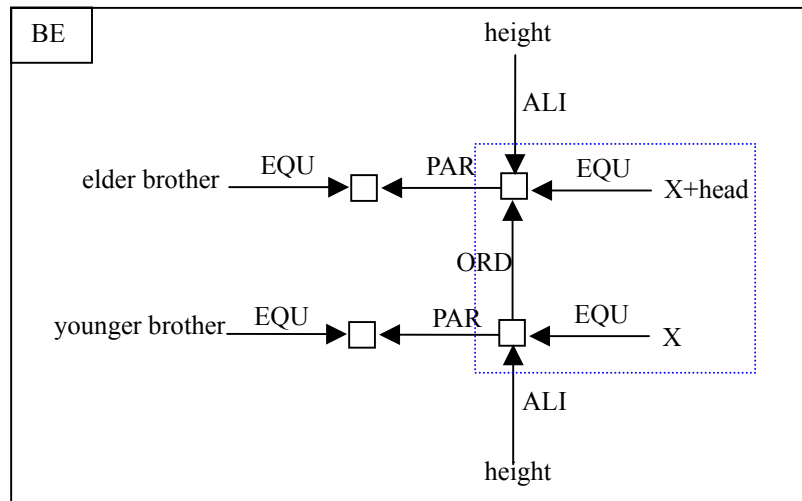 BE
height
ALI
elder brother EQU PAR EQU X+head
ORD
younger brother EQU PAR EQU X
ALI
height